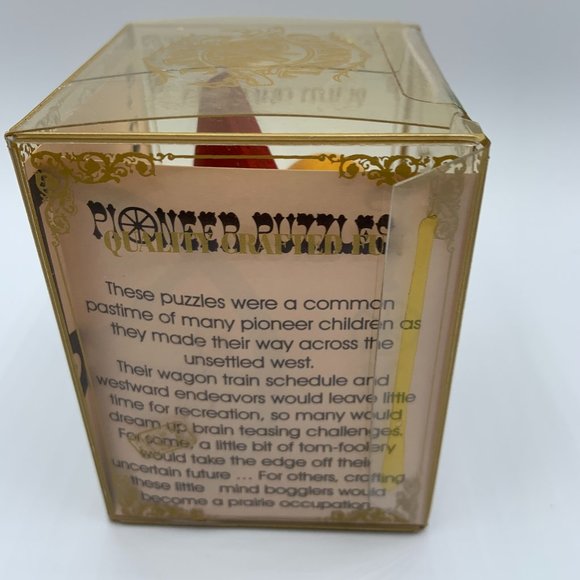 PIONEER PUZZLES
QUALITY CRAFTED
These puzzles were a common
pastime of many pioneer children as
they made their way across the
unsettled west.
Their wagon train schedule and
westward endeavors would leave little
time for recreation, so many would
dream up brain teasing challenges.
For some, a little bit of tom-foolery
would take the edge off their
uncertain future ... For others, crafting
these little mind bogglers would
become a prairie occupation.